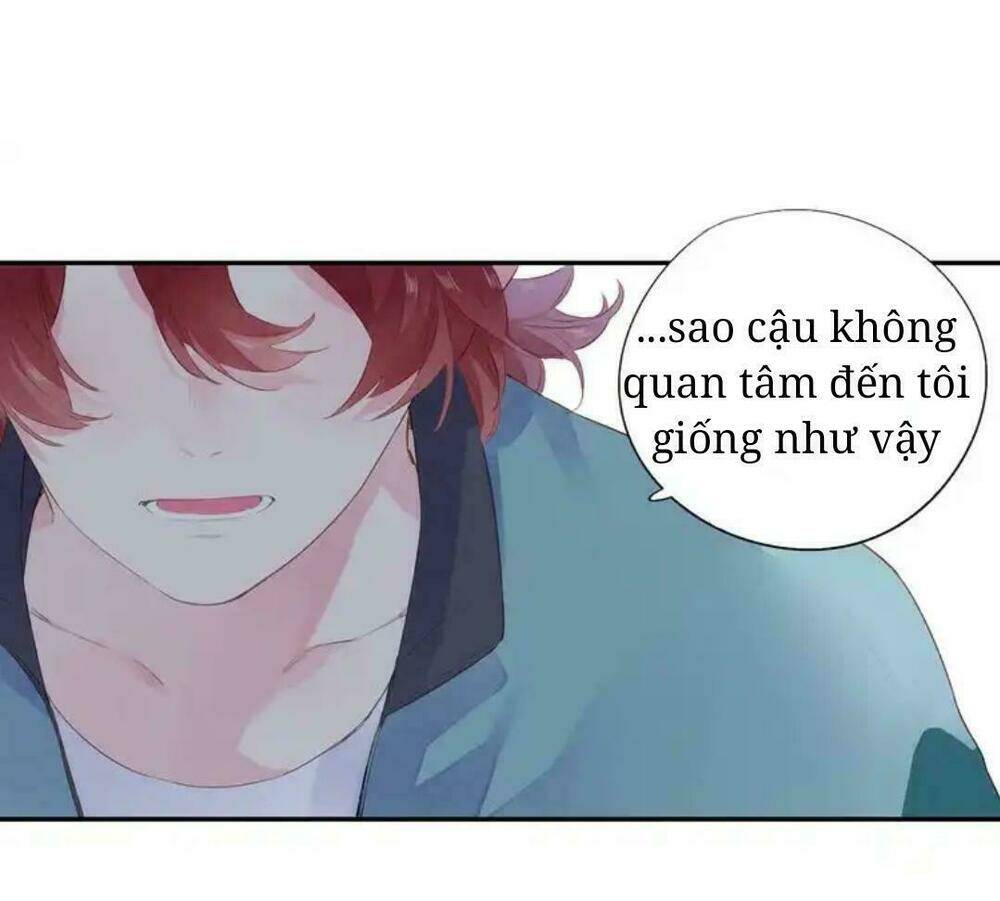 ...sao cậu không
quan tâm đến tôi
giống như vậy